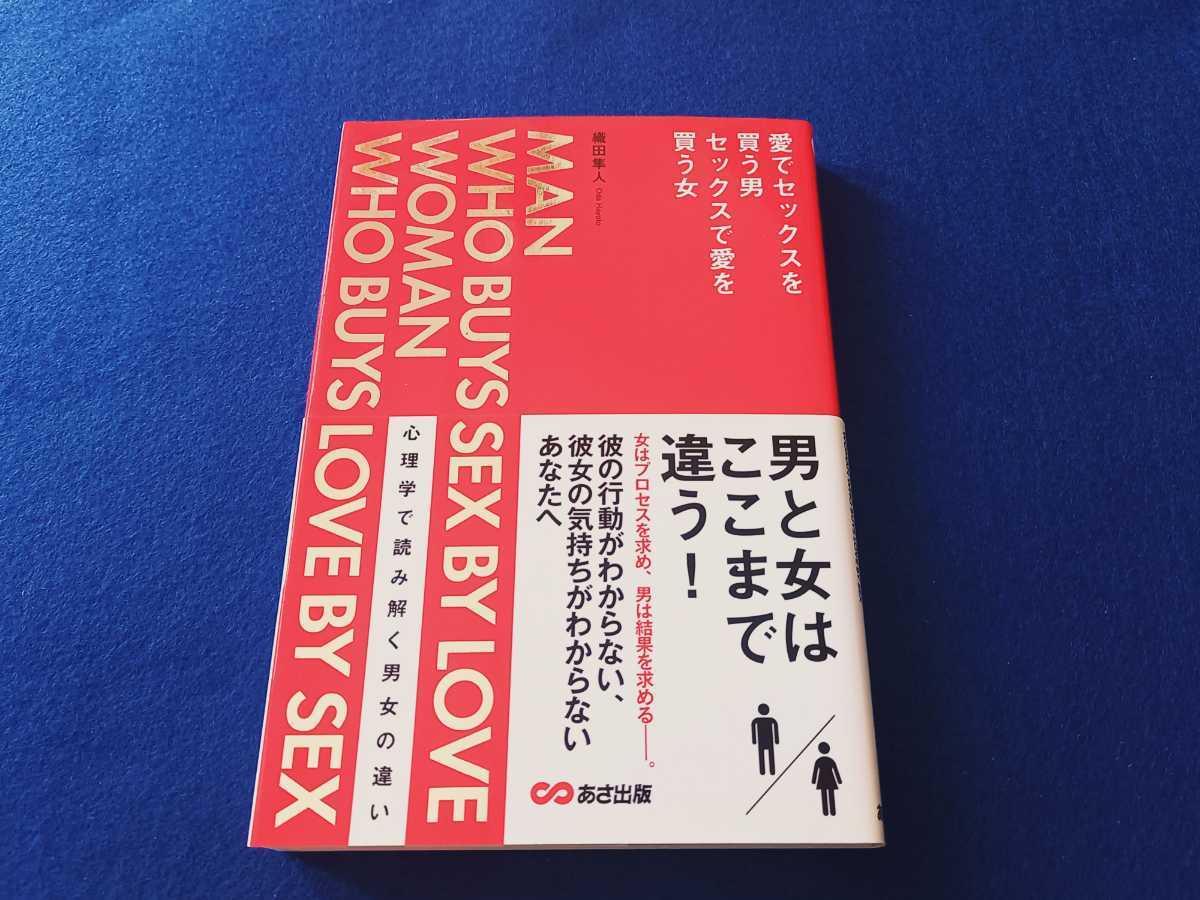 愛でセックスを
買う男
セックスで愛を
買う女
織田隼人 Oda Hayato
MAN
WHO BUYS SEX BY LOVE
WOMAN
WHO BUYS LOVE BY SEX
男と女は
ここまで
違う！
女はプロセスを求め、男は結果を求める――。
彼の行動がわからない、
彼女の気持ちがわからない
あなたへ
あさ出版
心理学で読み解く男女の違い